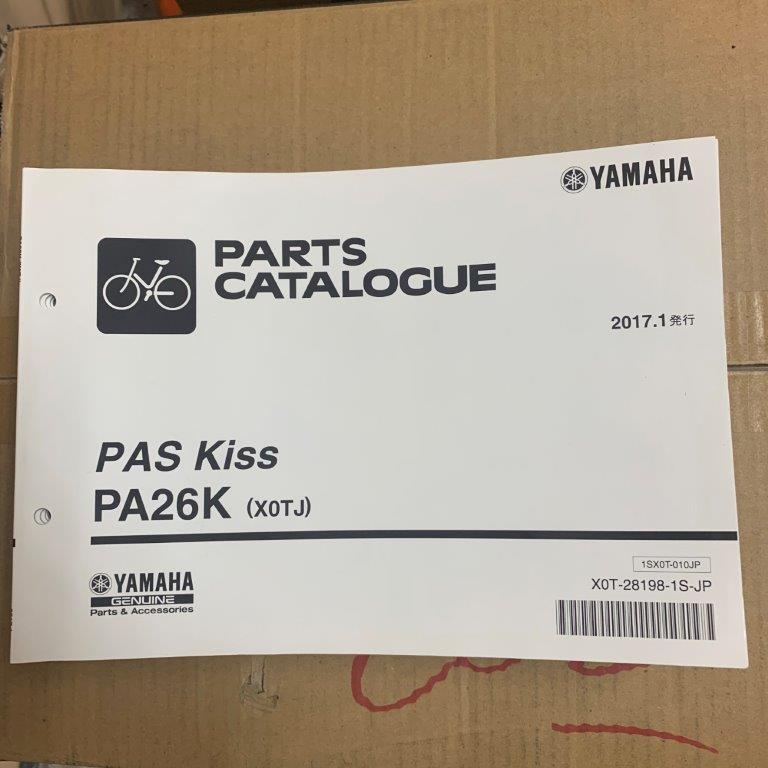 YAMAHA
PARTS
CATALOGUE
2017.1発行
PAS Kiss
PA26K (X0TJ)
YAMAHA
GENUINE
Parts & Accessories
1SX0T-010JP
X0T-28198-1S-JP